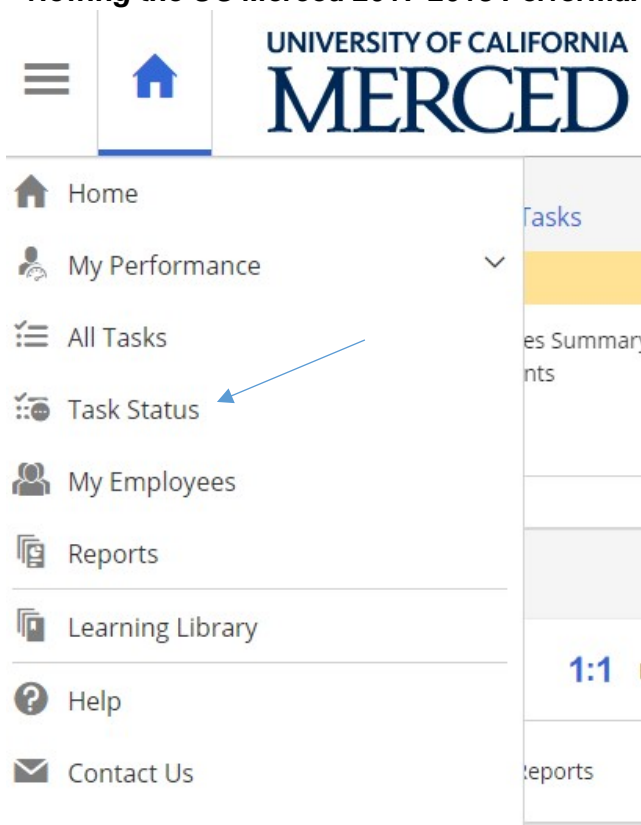 UNIVERSITY OF CALIFORNIA
MERCED
Home
Tasks
My Performance
All Tasks
es Summary
nts
Task Status
My Employees
Reports
Learning Library
1:1
Help
Contact Us
Reports